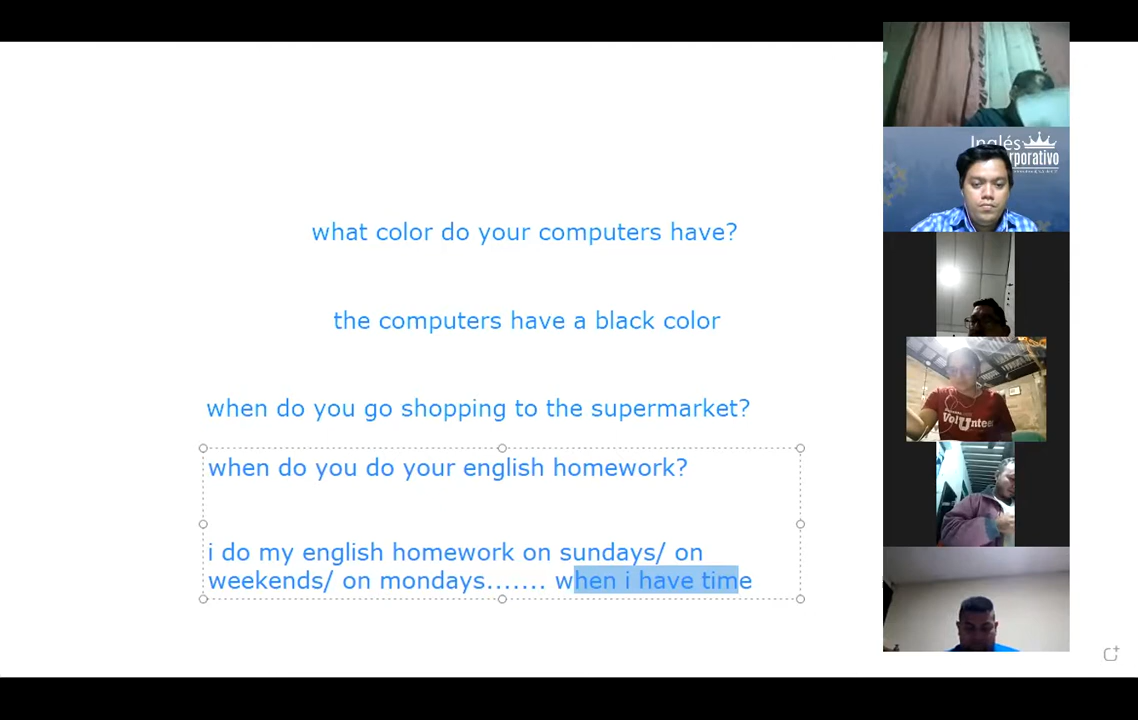 what color do your computers have?
the computers have a black color
when do you go shopping to the supermarket?
when do you do your english homework?
i do my english homework on sundays/ on
weekends/ on mondays....... when i have time
Inglés
VolUntee